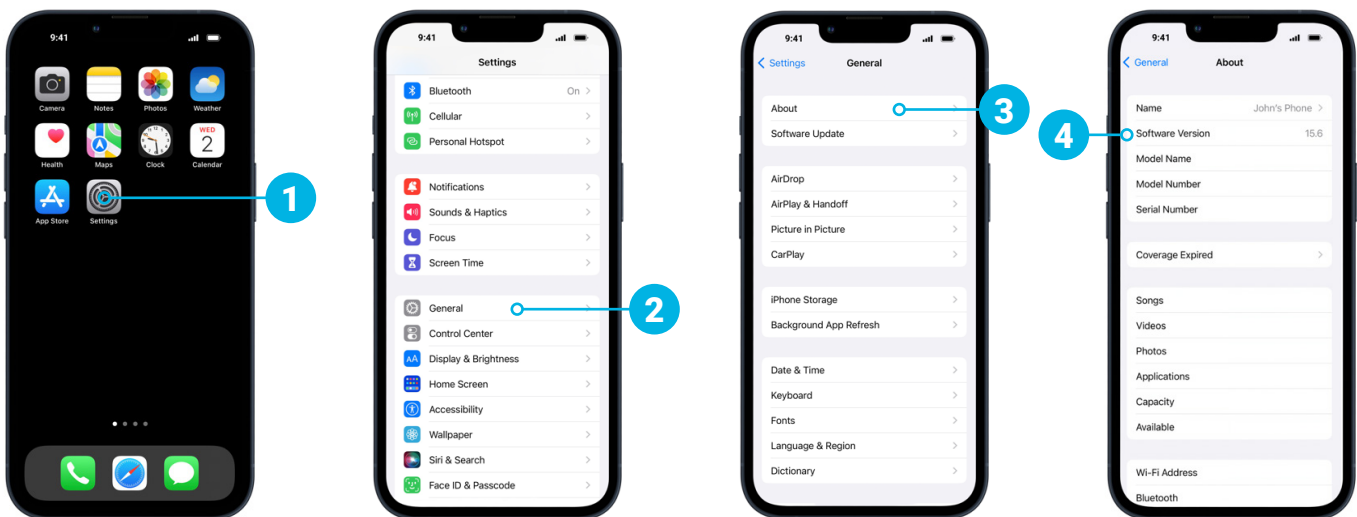 9:41
Camera
Notes
Photos
Weather
WED
2
Health
Maps
Clock
Calendar
App Store
Settings
1
9:41
Settings
Bluetooth On
Cellular
Personal Hotspot
Notifications
Sounds & Haptics
Focus
Screen Time
General
Control Center
AA Display & Brightness
Home Screen
Accessibility
Wallpaper
Siri & Search
Face ID & Passcode
2
9:41
Settings General
About
Software Update
AirDrop
AirPlay & Handoff
Picture in Picture
CarPlay
iPhone Storage
Background App Refresh
Date & Time
Keyboard
Fonts
Language & Region
Dictionary
3
9:41
General About
Name John's Phone
Software Version 15.6
Model Name
Model Number
Serial Number
Coverage Expired
Songs
Videos
Photos
Applications
Capacity
Available
Wi-Fi Address
Bluetooth
4